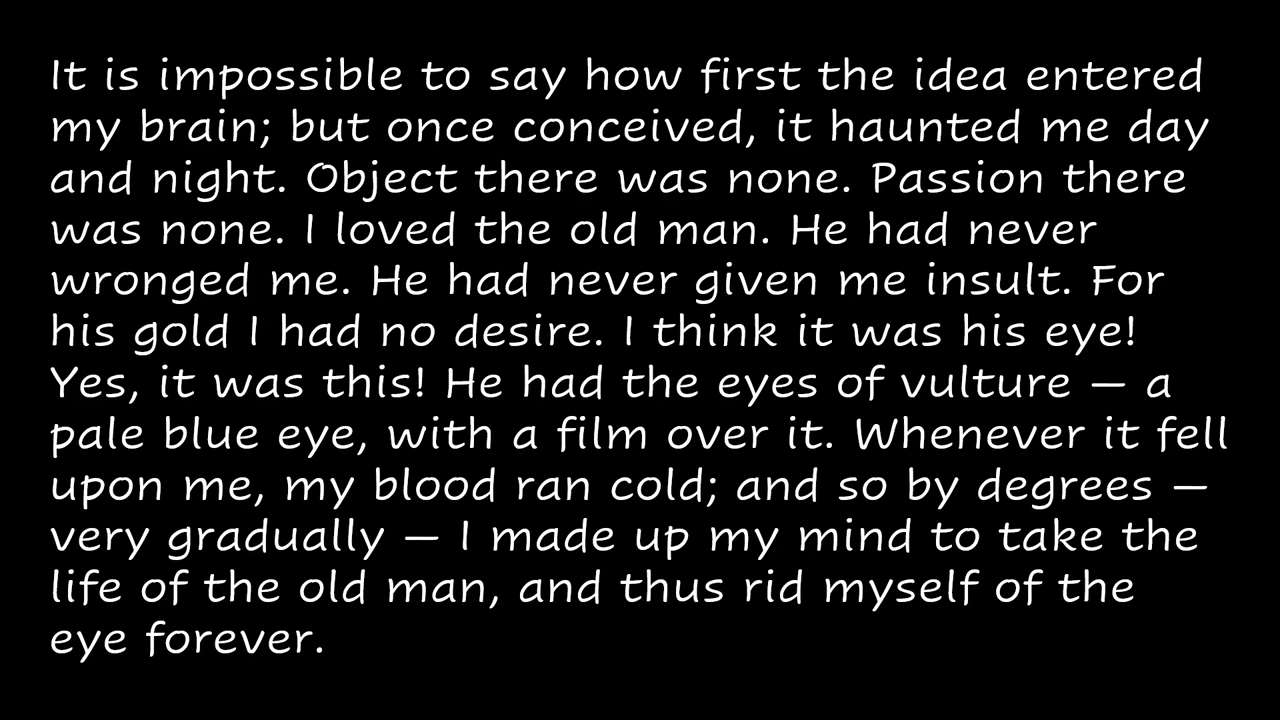 It is impossible to say how first the idea entered
my brain; but once conceived, it haunted me day
and night. Object there was none. Passion there
was none. I loved the old man. He had never
wronged me. He had never given me insult. For
his gold I had no desire. I think it was his eye!
Yes, it was this! He had the eyes of vulture — a
pale blue eye, with a film over it. Whenever it fell
upon me, my blood ran cold; and so by degrees —
very gradually — I made up my mind to take the
life of the old man, and thus rid myself of the
eye forever.